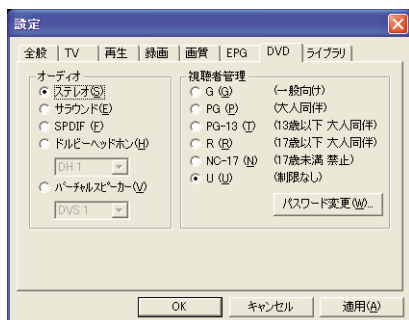 設定
全般 TV 再生 録画 画質 EPG DVD ライブラリ
オーディオ
ステレオ(S)
サラウンド(E)
SPDIF (F)
ドルビーヘッドホン(H)
DH 1
バーチャルスピーカー(V)
DVS 1
視聴者管理
G (G) (一般向け)
PG (P) (大人同伴)
PG-13 (T) (13歳以下 大人同伴)
R (R) (17歳以下 大人同伴)
NC-17 (N) (17歳未満 禁止)
U (U) (制限なし)
パスワード変更(W)...
OK キャンセル 適用(A)